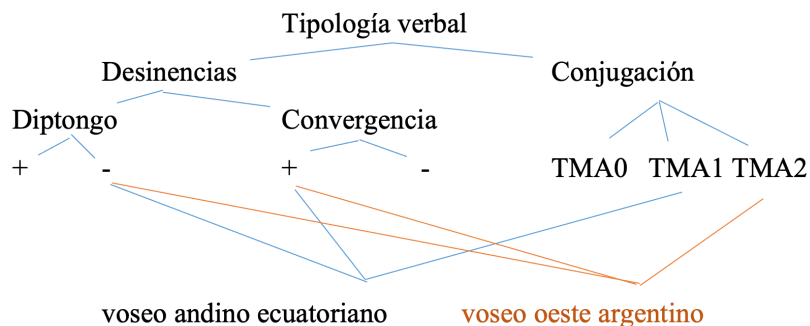 Tipología verbal
Desinencias Conjugación
Diptongo Convergencia
+ - + - TMA0 TMA1 TMA2
voseo andino ecuatoriano voseo oeste argentino